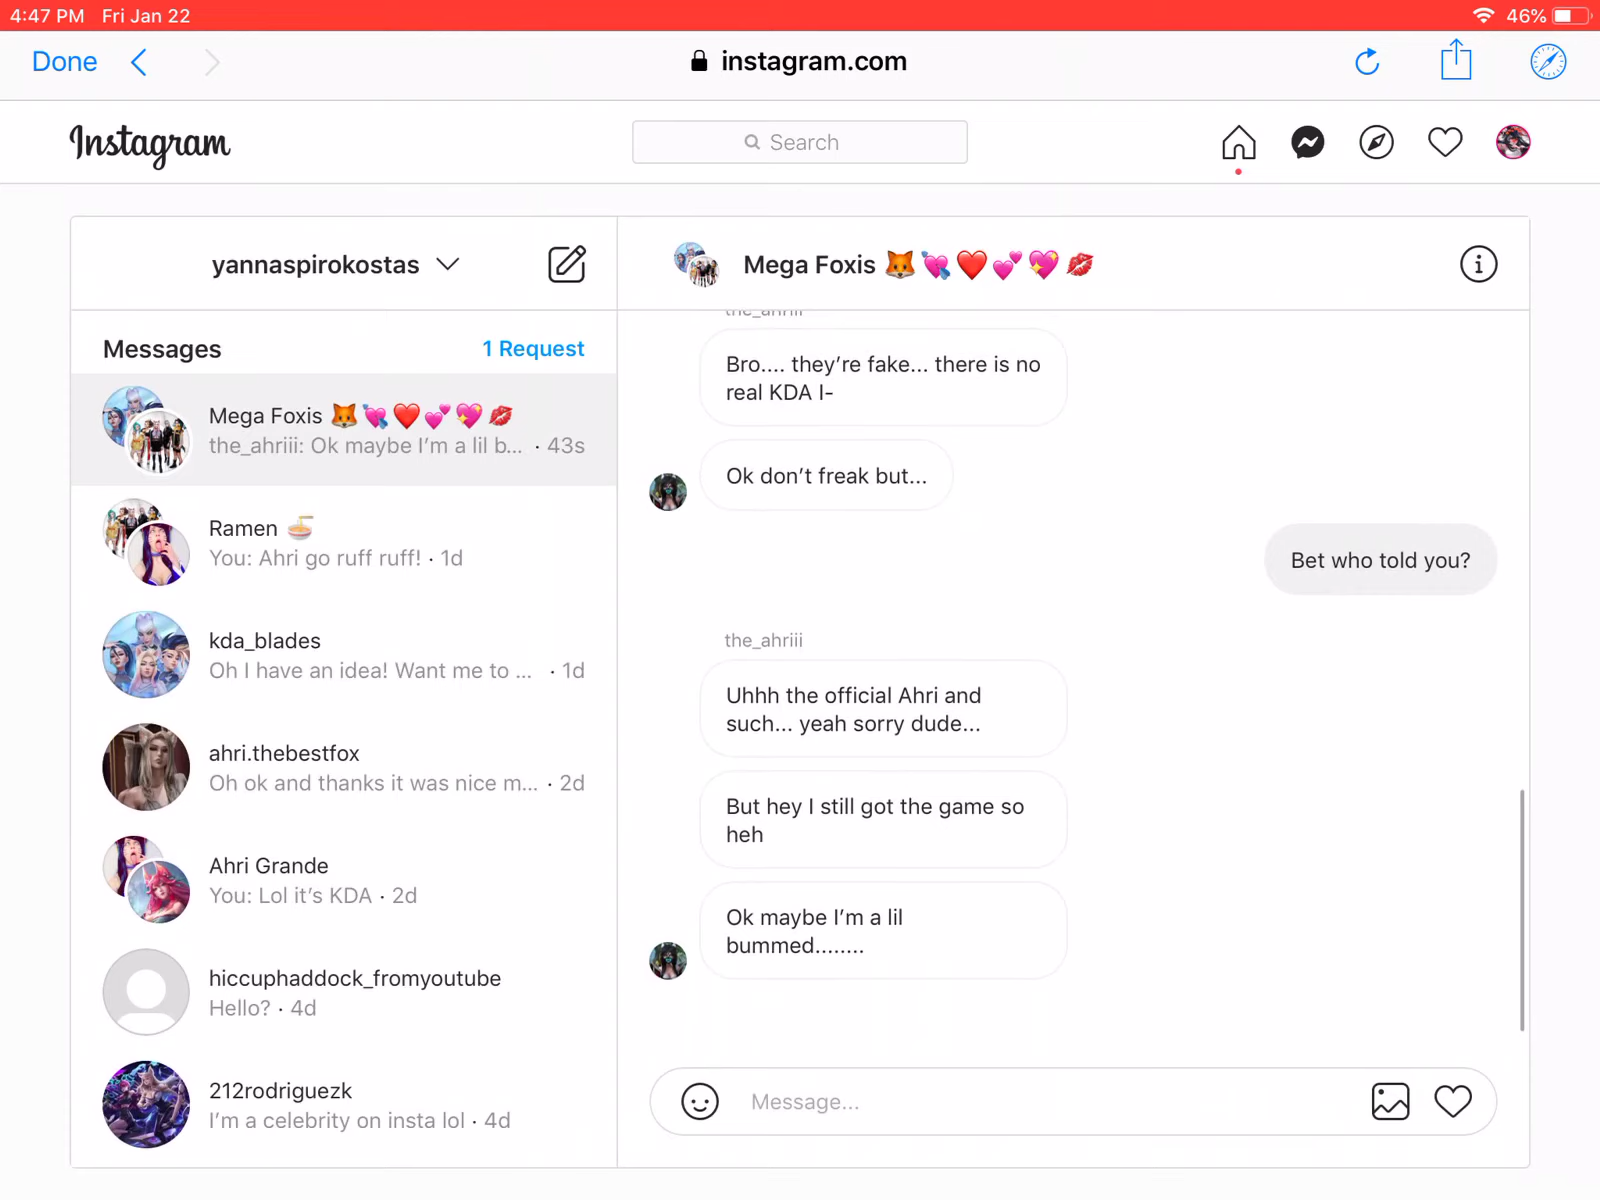 4:47 PM Fri Jan 22
46%
Done
instagram.com
Instagram
Search
yannaspirokostas
Messages
1 Request
Mega Foxis 🦊💘❤️💕💖💋
the_ahriii: Ok maybe I'm a lil b... · 43s
Ramen 🍜
You: Ahri go ruff ruff! · 1d
kda_blades
Oh I have an idea! Want me to ... · 1d
ahri.thebestfox
Oh ok and thanks it was nice m... · 2d
Ahri Grande
You: Lol it's KDA · 2d
hiccuphaddock_fromyoutube
Hello? · 4d
212rodriguezk
I'm a celebrity on insta lol · 4d
Mega Foxis 🦊💘❤️💕💖💋
the_ahriii
Bro.... they're fake... there is no
real KDA I-
Ok don't freak but...
Bet who told you?
the_ahriii
Uhhh the official Ahri and
such... yeah sorry dude...
But hey I still got the game so
heh
Ok maybe I'm a lil
bummed........
Message...